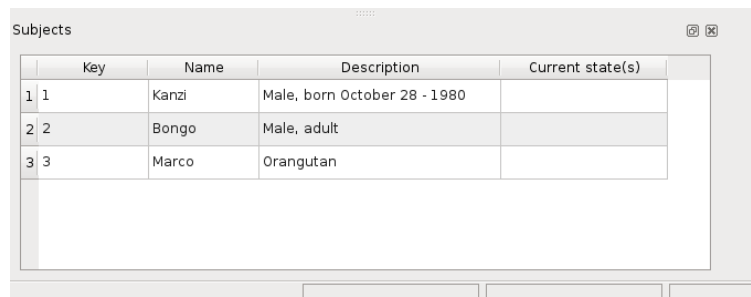 Subjects
Key Name Description Current state(s)
1 1 Kanzi Male, born October 28 - 1980
2 2 Bongo Male, adult
3 3 Marco Orangutan